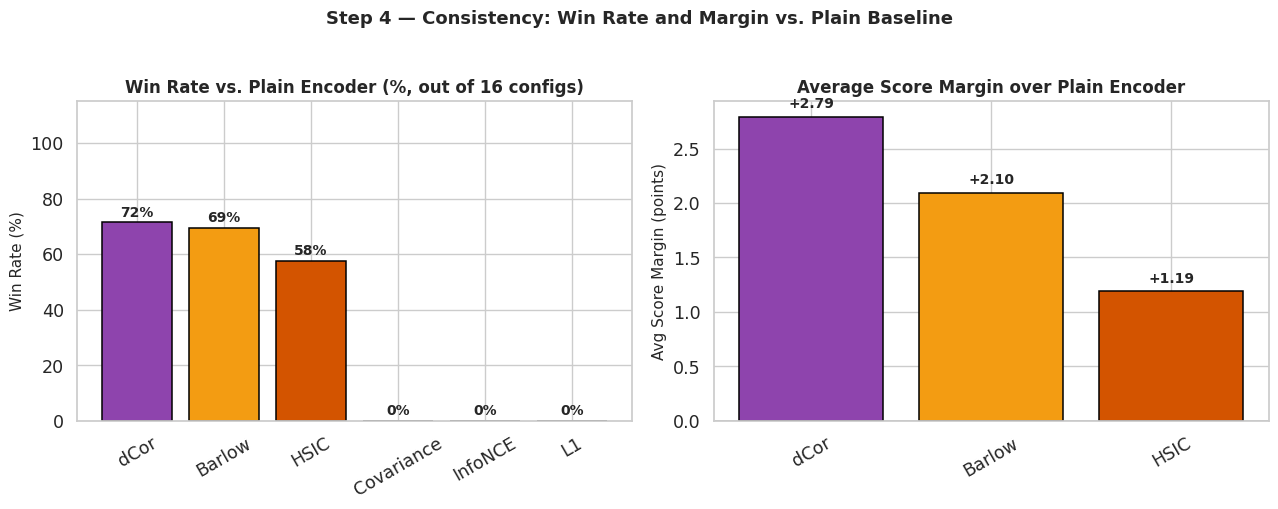 Step 4 — Consistency: Win Rate and Margin vs. Plain Baseline
Win Rate vs. Plain Encoder (%, out of 16 configs)
Win Rate (%)
100
80
60
40
20
0
72%
69%
58%
0%
0%
0%
dCor
Barlow
HSIC
Covariance
InfoNCE
L1
Average Score Margin over Plain Encoder
Avg Score Margin (points)
2.5
2.0
1.5
1.0
0.5
0.0
+2.79
+2.10
+1.19
dCor
Barlow
HSIC